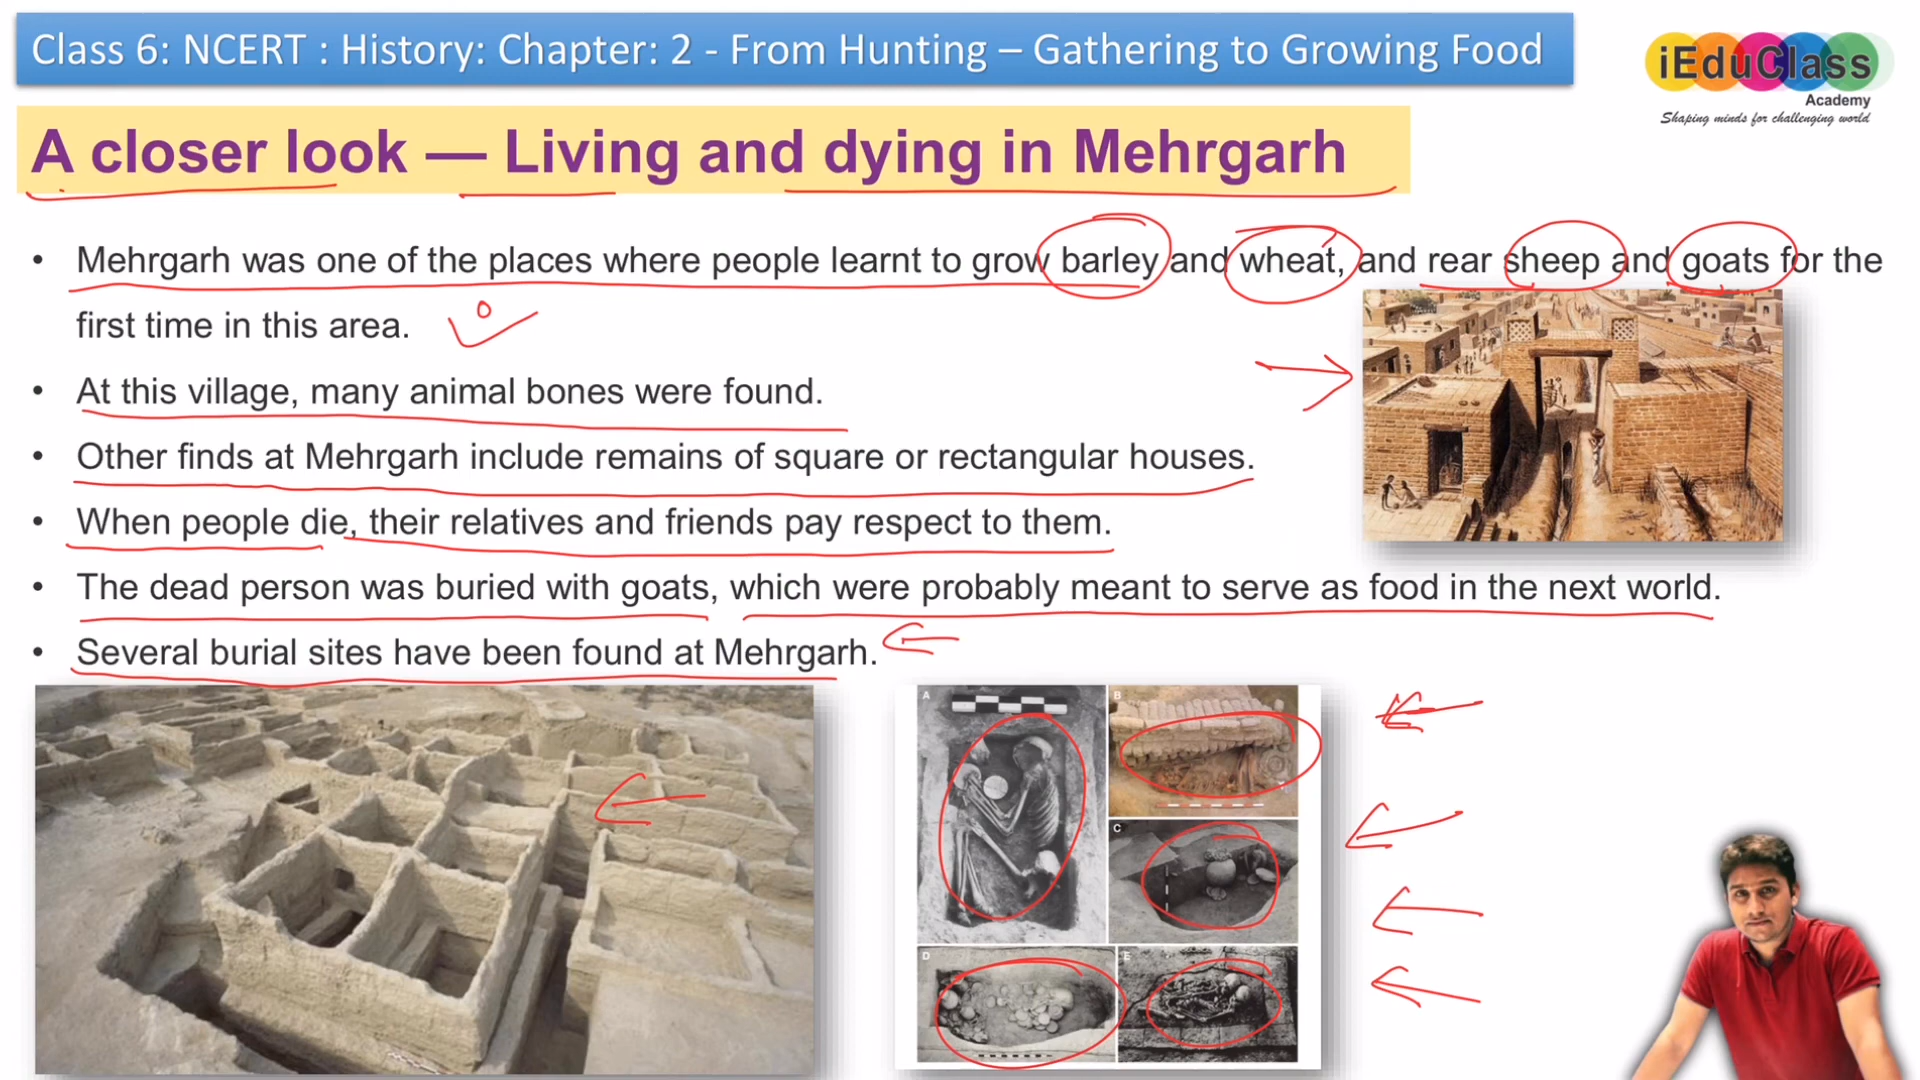 Class 6: NCERT : History: Chapter: 2 - From Hunting – Gathering to Growing Food
iEduClass
Academy
Shaping minds for challenging world
A closer look — Living and dying in Mehrgarh
• Mehrgarh was one of the places where people learnt to grow barley and wheat, and rear sheep and goats for the
first time in this area.
• At this village, many animal bones were found.
• Other finds at Mehrgarh include remains of square or rectangular houses.
• When people die, their relatives and friends pay respect to them.
• The dead person was buried with goats, which were probably meant to serve as food in the next world.
• Several burial sites have been found at Mehrgarh.
A
B
C
D
E